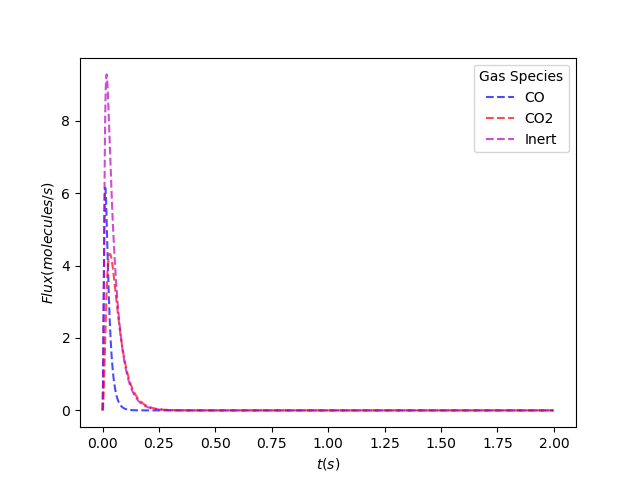 Gas Species
CO
CO2
Inert
8
6
4
2
0
Flux(molecules/s)
0.00 0.25 0.50 0.75 1.00 1.25 1.50 1.75 2.00
t(s)